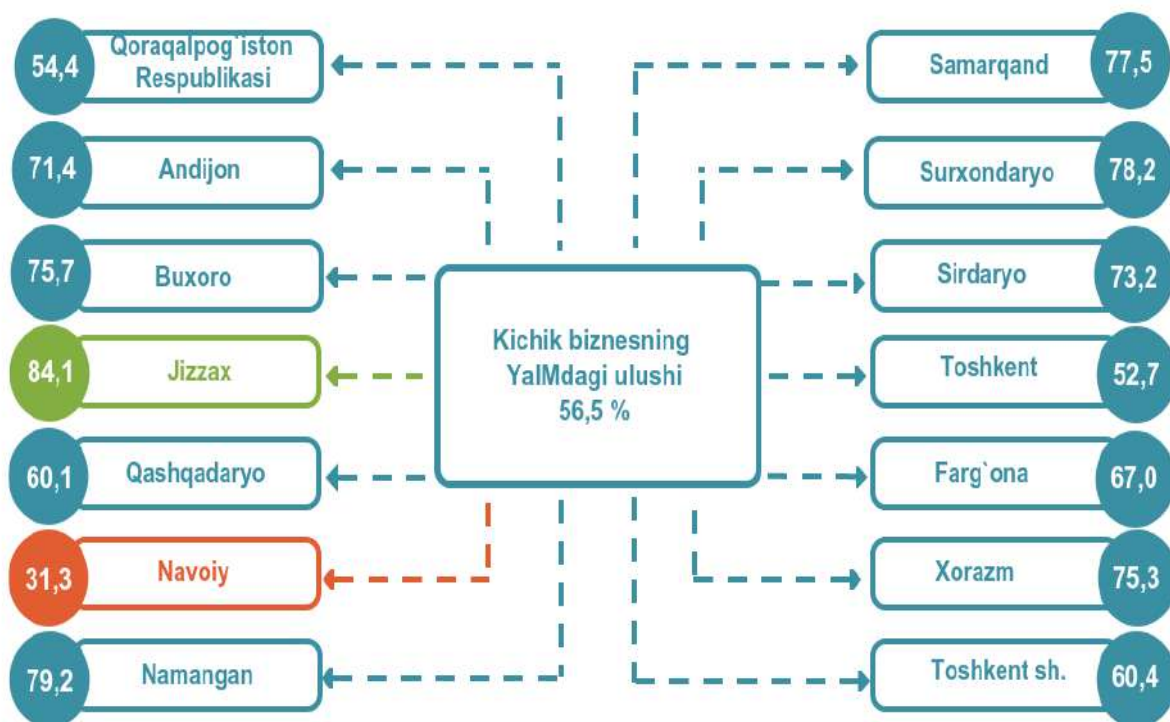 54,4
Qoraqalpog`iston
Respublikasi
71,4
Andijon
75,7
Buxoro
84,1
Jizzax
60,1
Qashqadaryo
31,3
Navoiy
79,2
Namangan
Kichik biznesning
YaIMdagi ulushi
56,5 %
Samarqand
77,5
Surxondaryo
78,2
Sirdaryo
73,2
Toshkent
52,7
Farg`ona
67,0
Xorazm
75,3
Toshkent sh.
60,4